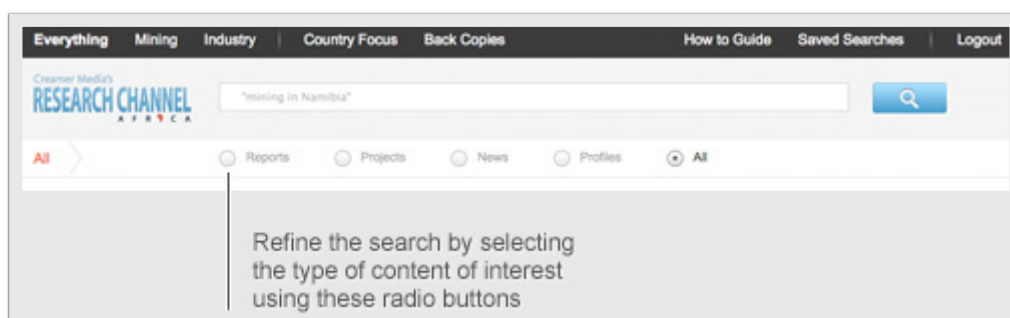 Everything Mining Industry | Country Focus Back Copies How to Guide Saved Searches | Logout
Creamer Media's
RESEARCH CHANNEL
AFRICA
"mining in Namibia"
All Reports Projects News Profiles All
Refine the search by selecting
the type of content of interest
using these radio buttons